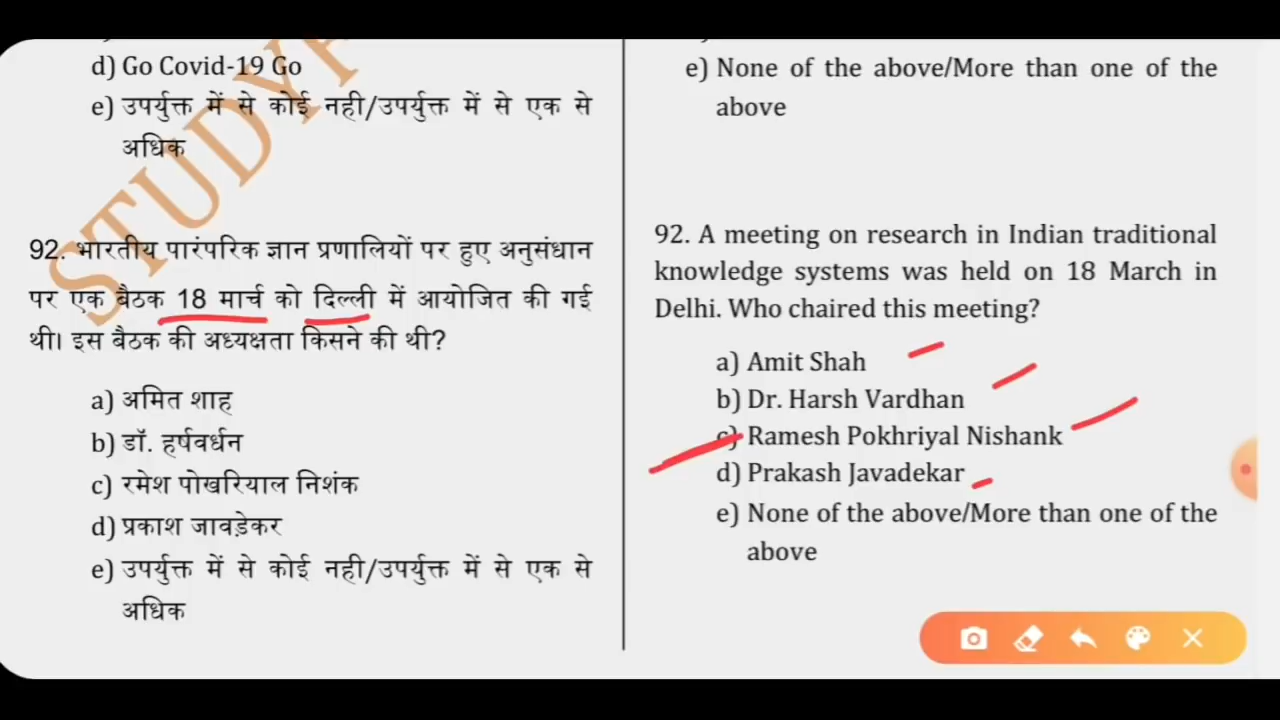 d) Go Covid-19 Go
e) उपर्युक्त में से कोई नही/उपर्युक्त में से एक से
अधिक
92. भारतीय पारंपरिक ज्ञान प्रणालियों पर हुए अनुसंधान
पर एक बैठक 18 मार्च को दिल्ली में आयोजित की गई
थी। इस बैठक की अध्यक्षता किसने की थी?
a) अमित शाह
b) डॉ. हर्षवर्धन
c) रमेश पोखरियाल निशंक
d) प्रकाश जावड़ेकर
e) उपर्युक्त में से कोई नही/उपर्युक्त में से एक से
अधिक
e) None of the above/More than one of the
above
92. A meeting on research in Indian traditional
knowledge systems was held on 18 March in
Delhi. Who chaired this meeting?
a) Amit Shah
b) Dr. Harsh Vardhan
c) Ramesh Pokhriyal Nishank
d) Prakash Javadekar
e) None of the above/More than one of the
above